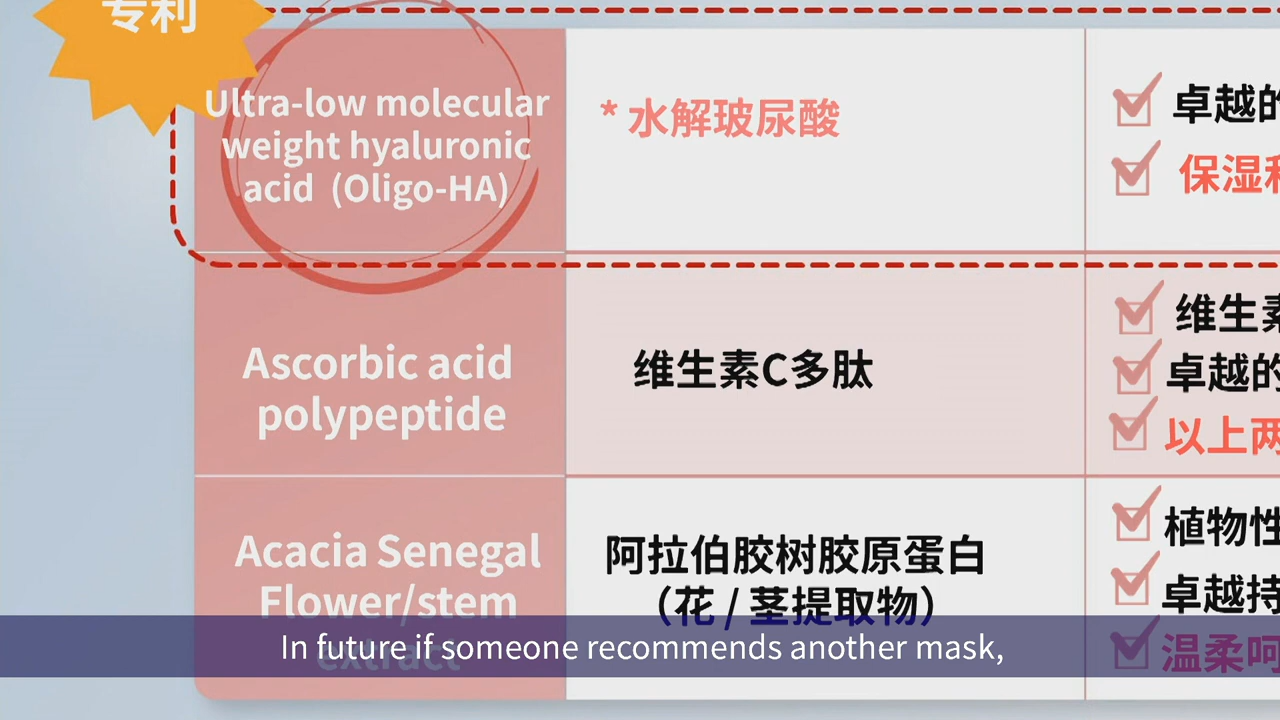 专利
Ultra-low molecular
weight hyaluronic
acid (Oligo-HA)
* 水解玻尿酸
卓越的
保湿
Ascorbic acid
polypeptide
维生素C多肽
维生素
卓越的
以上两
Acacia Senegal
Flower/stem
extract
阿拉伯胶树胶原蛋白
（花 / 茎提取物）
植物性
卓越持
温柔呵
In future if someone recommends another mask,